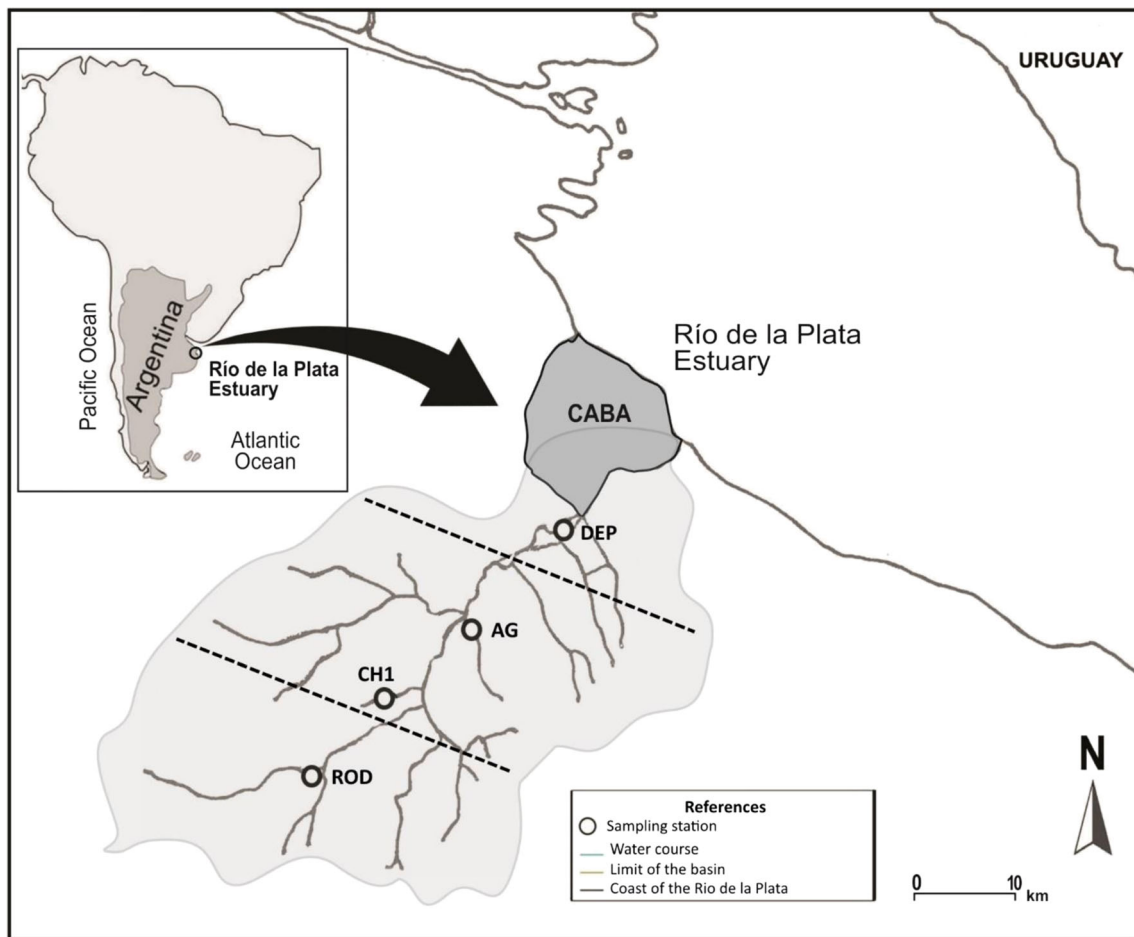 URUGUAY
Pacific Ocean
Argentina
Río de la Plata
Estuary
Atlantic
Ocean
Río de la Plata
Estuary
CABA
DEP
AG
CH1
ROD
N
References
Sampling station
Water course
Limit of the basin
Coast of the Rio de la Plata
0 10
km